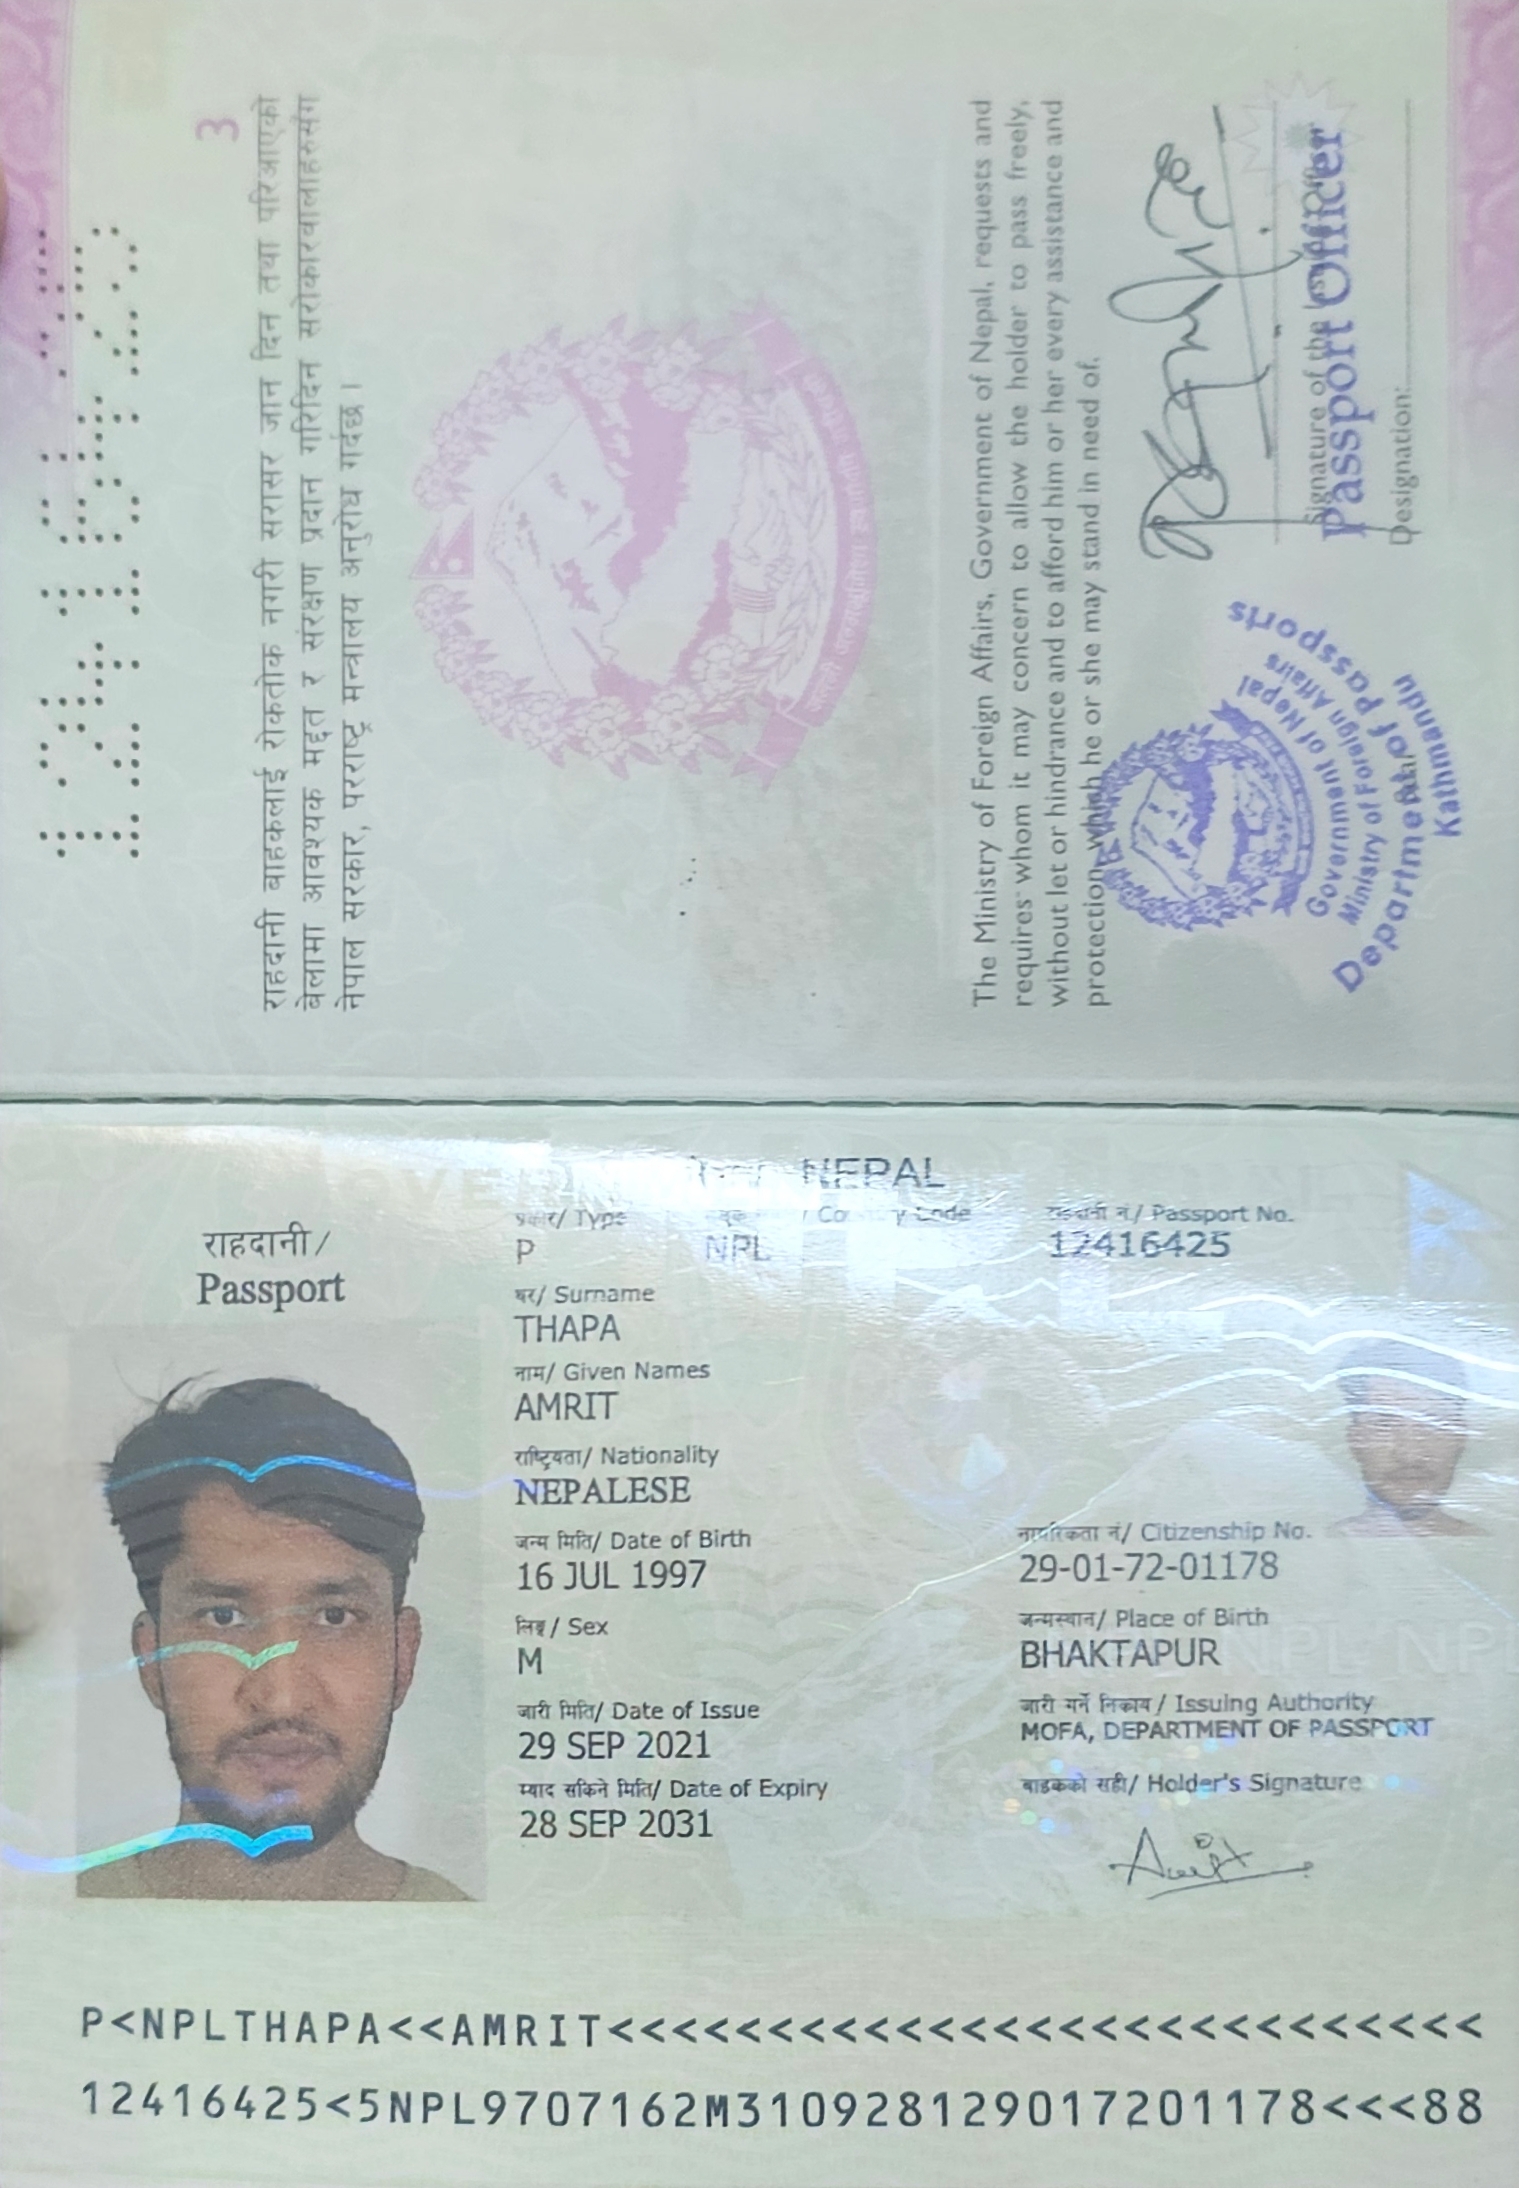 3
राहदानी बाहकलाई रोकतोक नगरी सरासर जान दिन तथा परिआएको
बेलामा आवश्यक मद्दत र संरक्षण प्रदान गरिदिन सरोकारवालाहरुसँग
नेपाल सरकार, परराष्ट्र मन्त्रालय अनुरोध गर्दछ ।
The Ministry of Foreign Affairs, Government of Nepal, requests and
requires whom it may concern to allow the holder to pass freely,
without let or hindrance and to afford him or her every assistance and
protection which he or she may stand in need of.
Signature of the
Passport Officer
Designation:
Government of Nepal
Ministry of Foreign Affairs
Department of Passports
Kathmandu
12416425
NEPAL
राहदानी/
Passport
प्रकार/ Type
P
Country Code
NPL
राहदानी नं/ Passport No.
12416425
थर/ Surname
THAPA
नाम/ Given Names
AMRIT
राष्ट्रियता/ Nationality
NEPALESE
जन्म मिति/ Date of Birth
16 JUL 1997
नागरिकता नं/ Citizenship No.
29-01-72-01178
लिङ्ग/ Sex
M
जन्मस्थान/ Place of Birth
BHAKTAPUR
जारी मिति/ Date of Issue
29 SEP 2021
जारी गर्ने निकाय/ Issuing Authority
MOFA, DEPARTMENT OF PASSPORT
म्याद सकिने मिति/ Date of Expiry
28 SEP 2031
बाहकको सही/ Holder's Signature
P<NPLTHAPA<<AMRIT<<<<<<<<<<<<<<<<<<<<<<<<<<<
12416425<5NPL9707162M31092812901720117​8<<<88